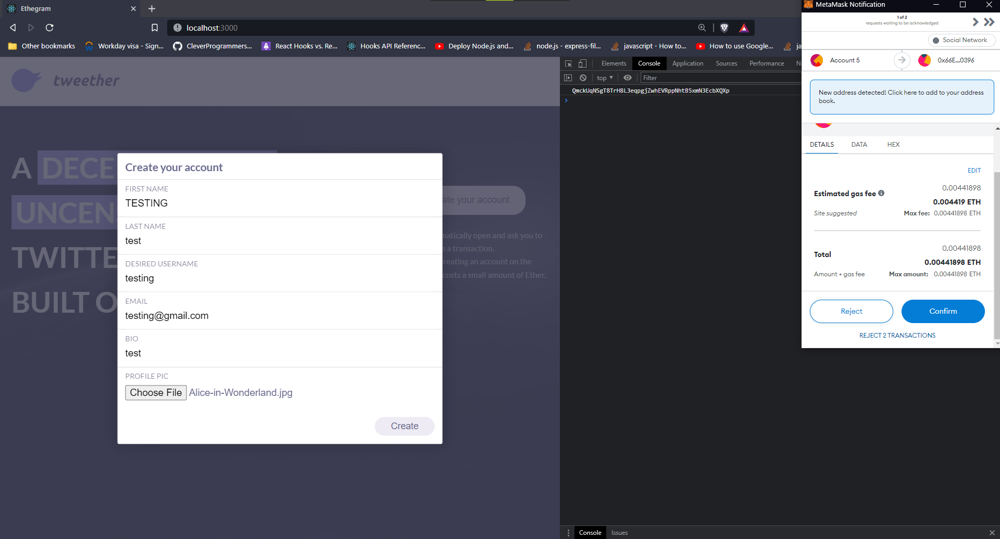 Ethegram
localhost:3000
Other bookmarks
Workday visa - Sign...
CleverProgrammers...
React Hooks vs. Re...
Hooks API Referenc...
Deploy Node.js and...
node.js - express-fil...
javascript - How to...
How to use Google...
ja
tweether
A DECE
UNCEN
TWITTE
BUILT O
Create your account
FIRST NAME
TESTING
LAST NAME
test
DESIRED USERNAME
testing
EMAIL
testing@gmail.com
BIO
test
PROFILE PIC
Choose File Alice-in-Wonderland.jpg
Create
ate your account
matically open and ask you to
n a transaction.
reating an account on the
costs a small amount of Ether.
Elements
Console
Application
Sources
Performance
N
top
Filter
QmckUqNSgT8TrH8L3eqpgjZwhEVRppNhtB5xmN3EcbXQXp
Console
Issues
MetaMask Notification
1 of 2
requests waiting to be acknowledged
Social Network
Account 5
0x66E...0396
New address detected! Click here to add to your address
book.
DETAILS
DATA
HEX
EDIT
0.00441898
Estimated gas fee
0.004419 ETH
Site suggested
Max fee: 0.00441898 ETH
0.00441898
Total
0.00441898 ETH
Amount + gas fee
Max amount: 0.00441898 ETH
Reject
Confirm
REJECT 2 TRANSACTIONS